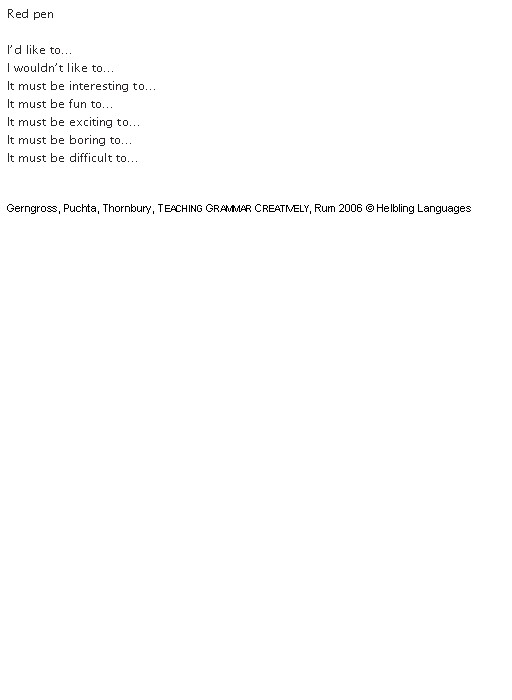 Red pen
I'd like to...
I wouldn't like to...
It must be interesting to...
It must be fun to...
It must be exciting to...
It must be boring to...
It must be difficult to...
Gerngross, Puchta, Thornbury, TEACHING GRAMMAR CREATIVELY, Rum 2006 © Helbling Languages